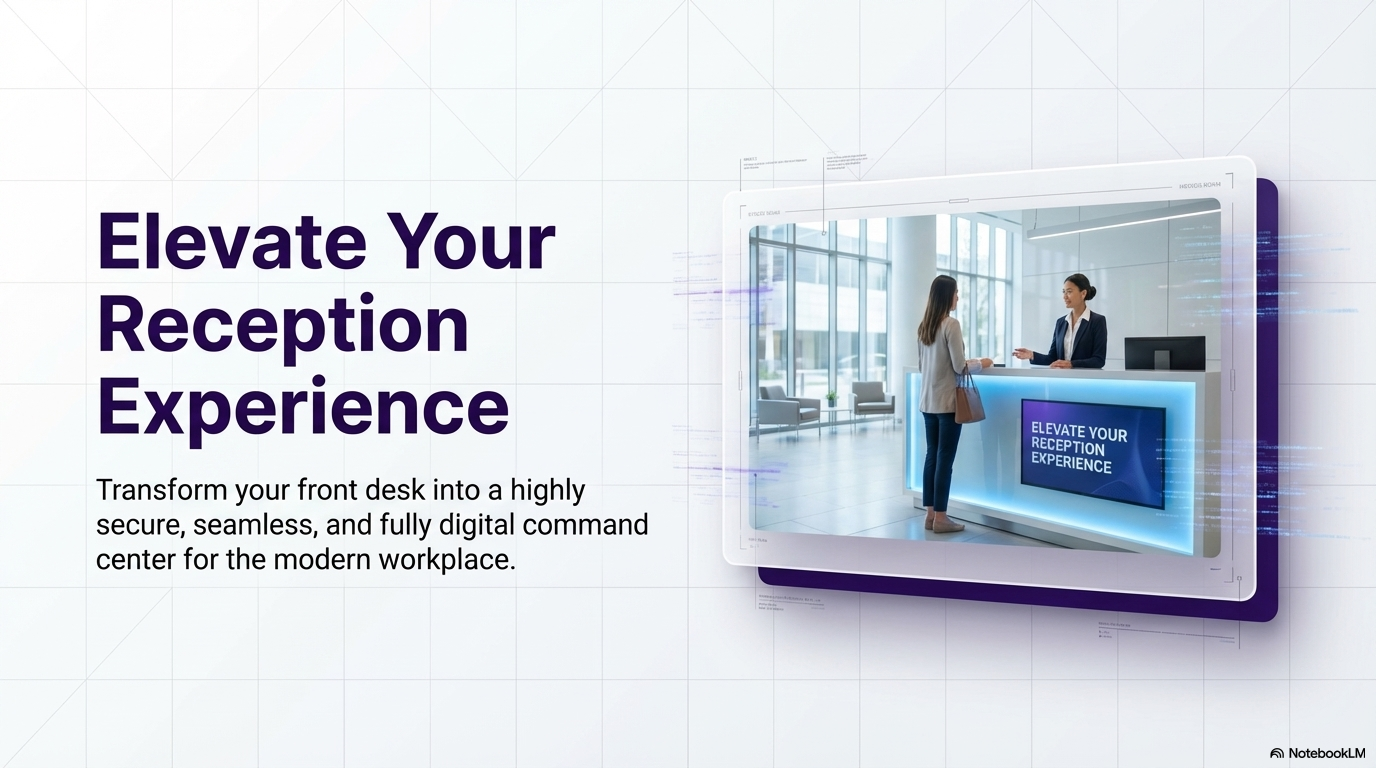 Elevate Your
Reception
Experience
Transform your front desk into a highly
secure, seamless, and fully digital command
center for the modern workplace.
ELEVATE YOUR
RECEPTION
EXPERIENCE
NotebookLM